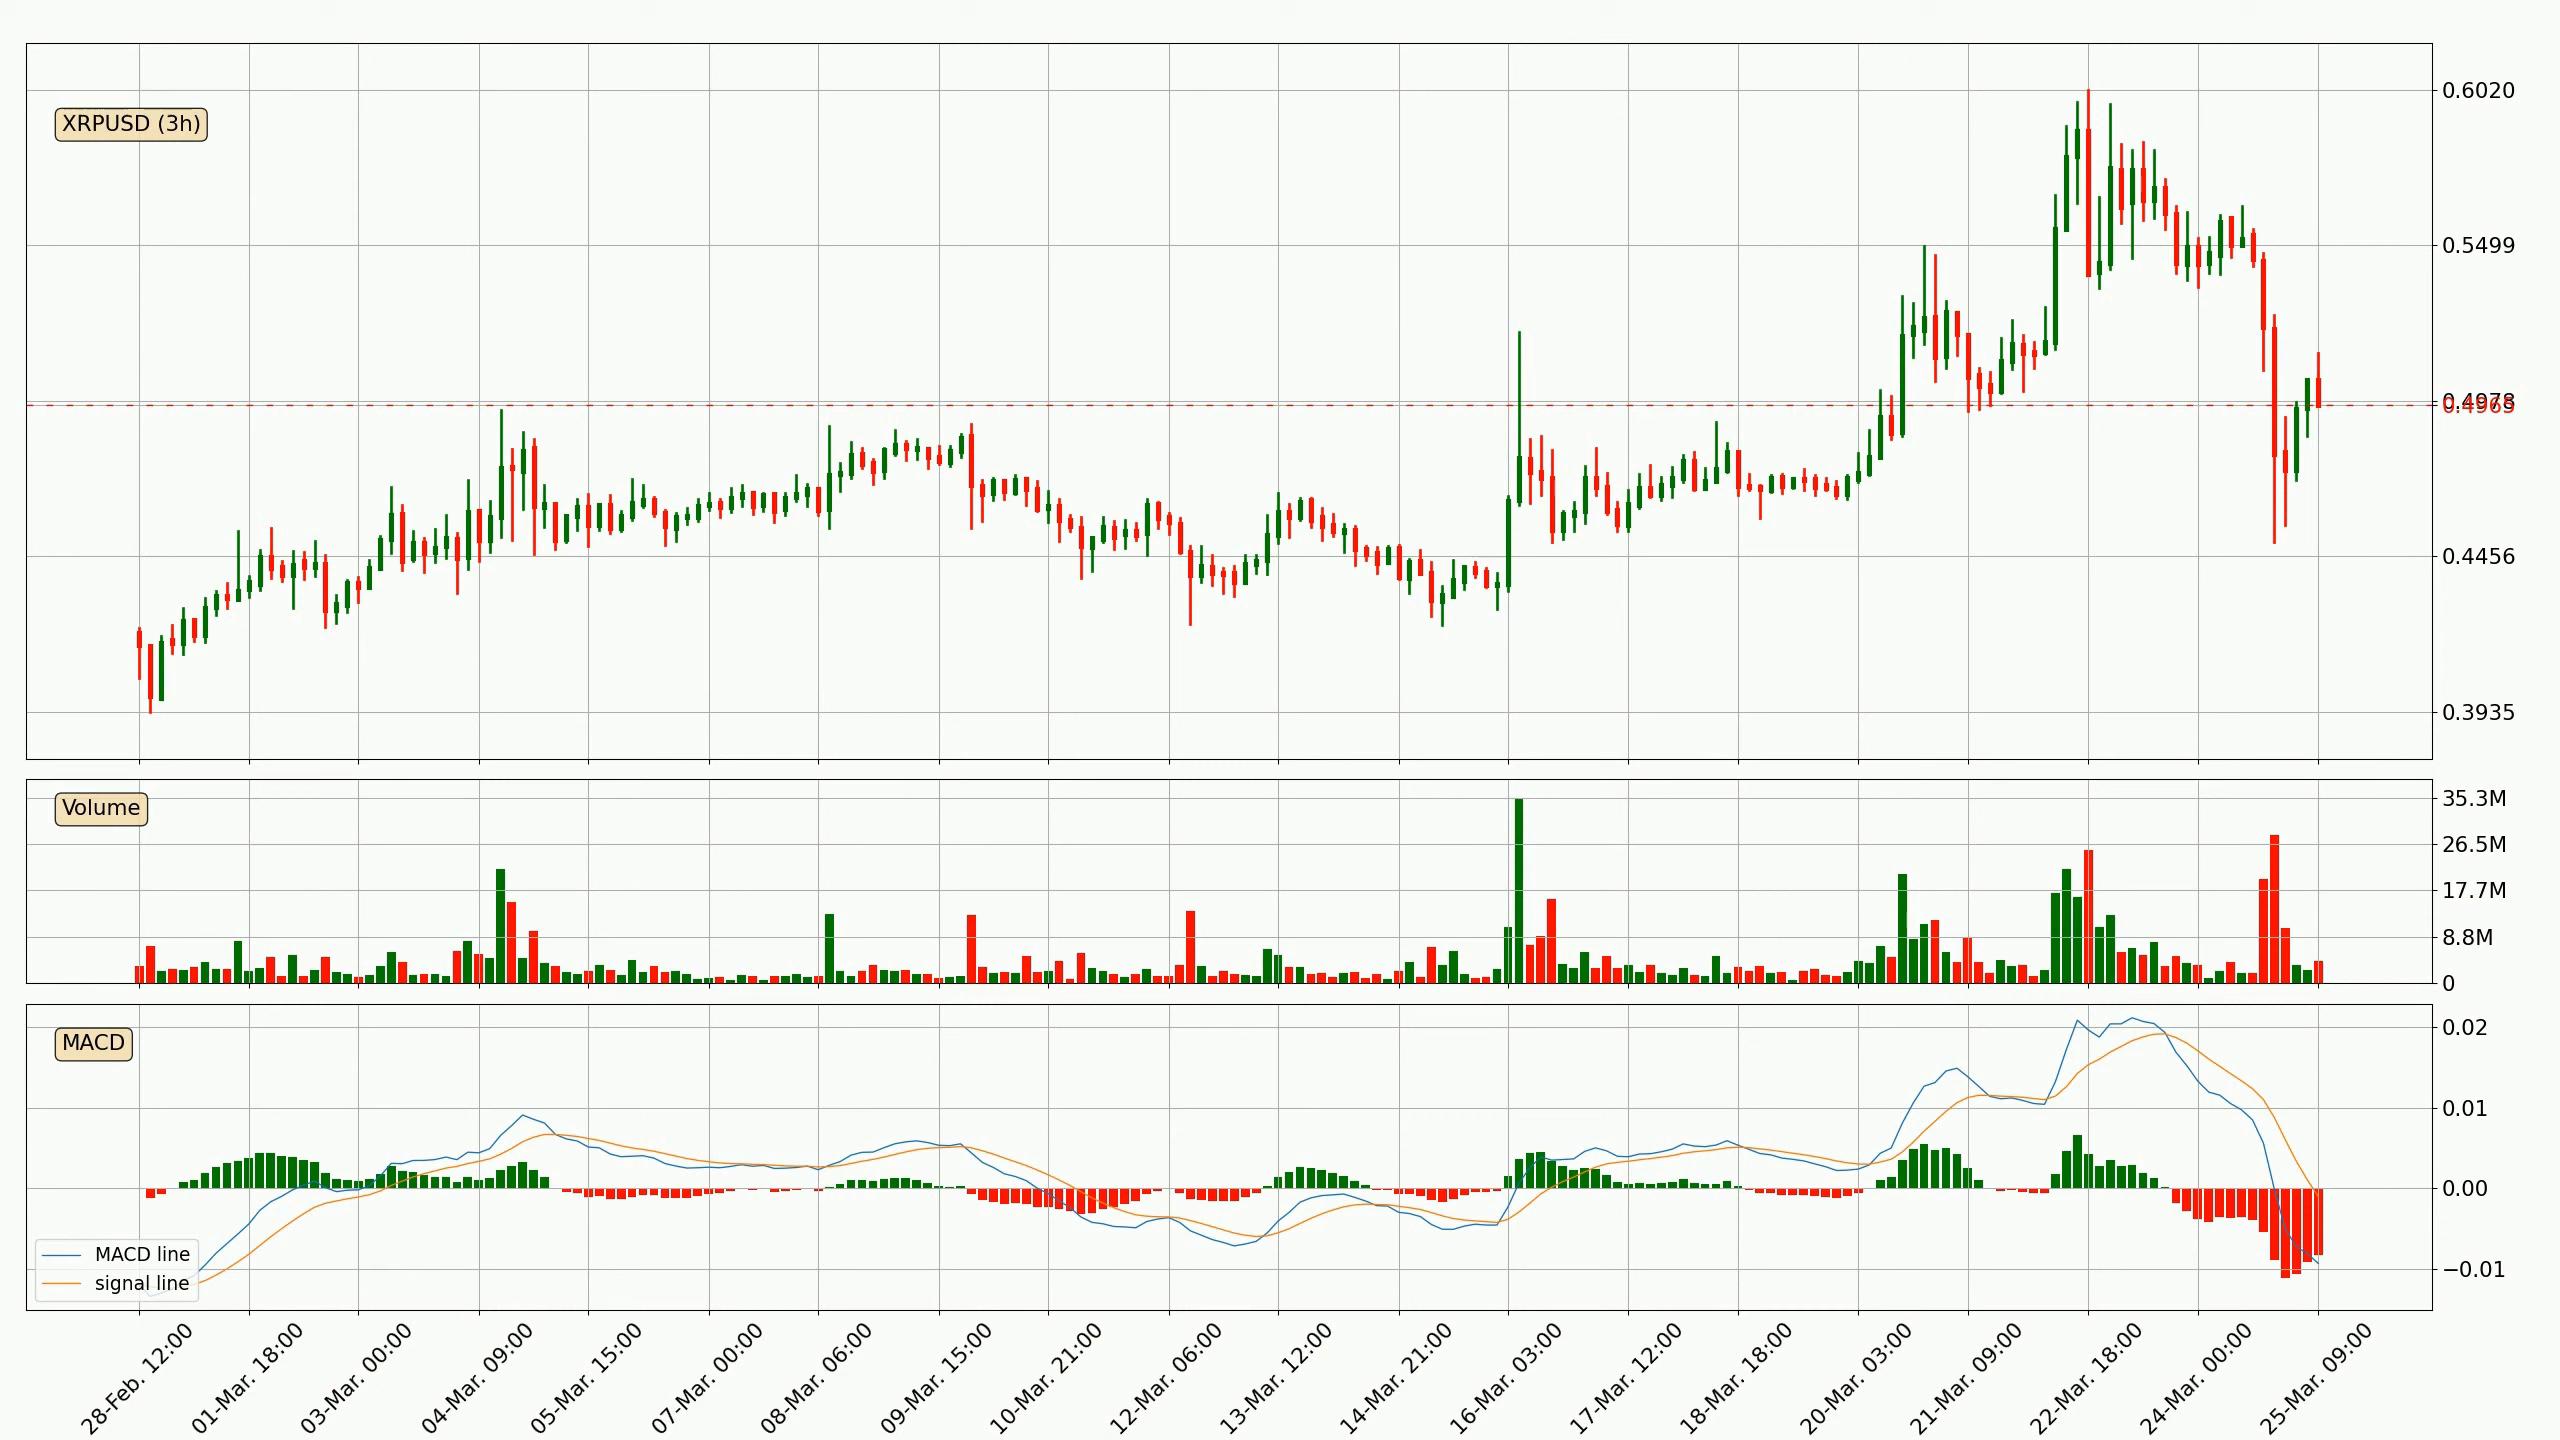 XRPUSD (3h)
0.6020
0.5499
0.4978
0.4965
0.4456
0.3935
Volume
35.3M
26.5M
17.7M
8.8M
0
MACD
0.02
0.01
0.00
−0.01
MACD line
signal line
28-Feb. 12:00
01-Mar. 18:00
03-Mar. 00:00
04-Mar. 09:00
05-Mar. 15:00
07-Mar. 00:00
08-Mar. 06:00
09-Mar. 15:00
10-Mar. 21:00
12-Mar. 06:00
13-Mar. 12:00
14-Mar. 21:00
16-Mar. 03:00
17-Mar. 12:00
18-Mar. 18:00
20-Mar. 03:00
21-Mar. 09:00
22-Mar. 18:00
24-Mar. 00:00
25-Mar. 09:00